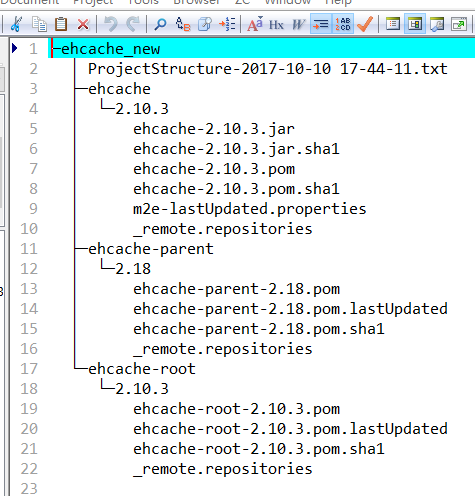 Document Project Tools Browser ZC Window Help
1 ehcache_new
2 ProjectStructure-2017-10-10 17-44-11.txt
3 ehcache
4 2.10.3
5 ehcache-2.10.3.jar
6 ehcache-2.10.3.jar.sha1
7 ehcache-2.10.3.pom
8 ehcache-2.10.3.pom.sha1
9 m2e-lastUpdated.properties
10 _remote.repositories
11 ehcache-parent
12 2.18
13 ehcache-parent-2.18.pom
14 ehcache-parent-2.18.pom.lastUpdated
15 ehcache-parent-2.18.pom.sha1
16 _remote.repositories
17 ehcache-root
18 2.10.3
19 ehcache-root-2.10.3.pom
20 ehcache-root-2.10.3.pom.lastUpdated
21 ehcache-root-2.10.3.pom.sha1
22 _remote.repositories
23